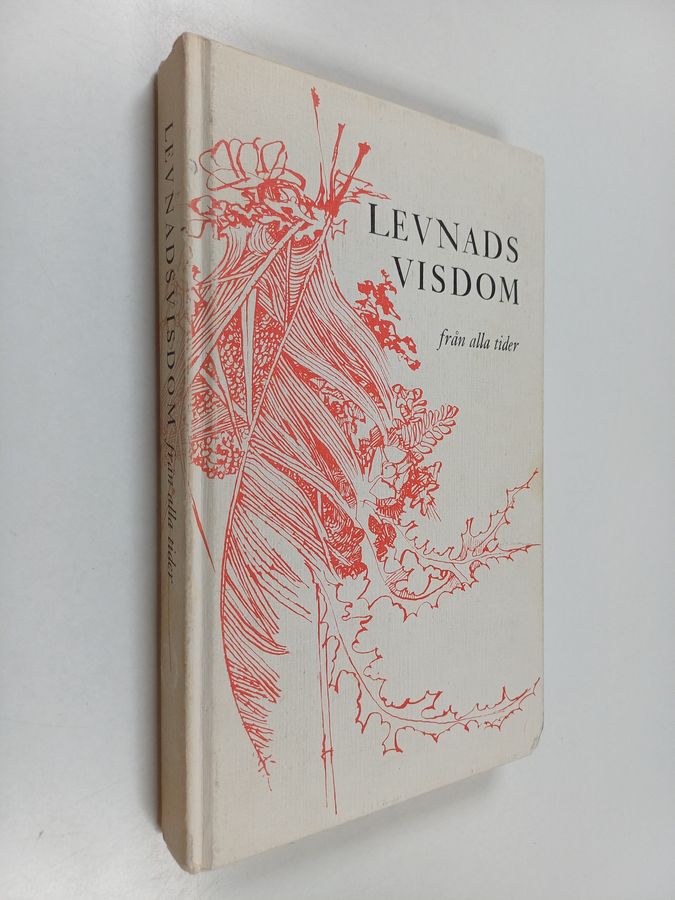 LEVNADS
VISDOM
från alla tider
LEVNADSVISDOM från alla tider